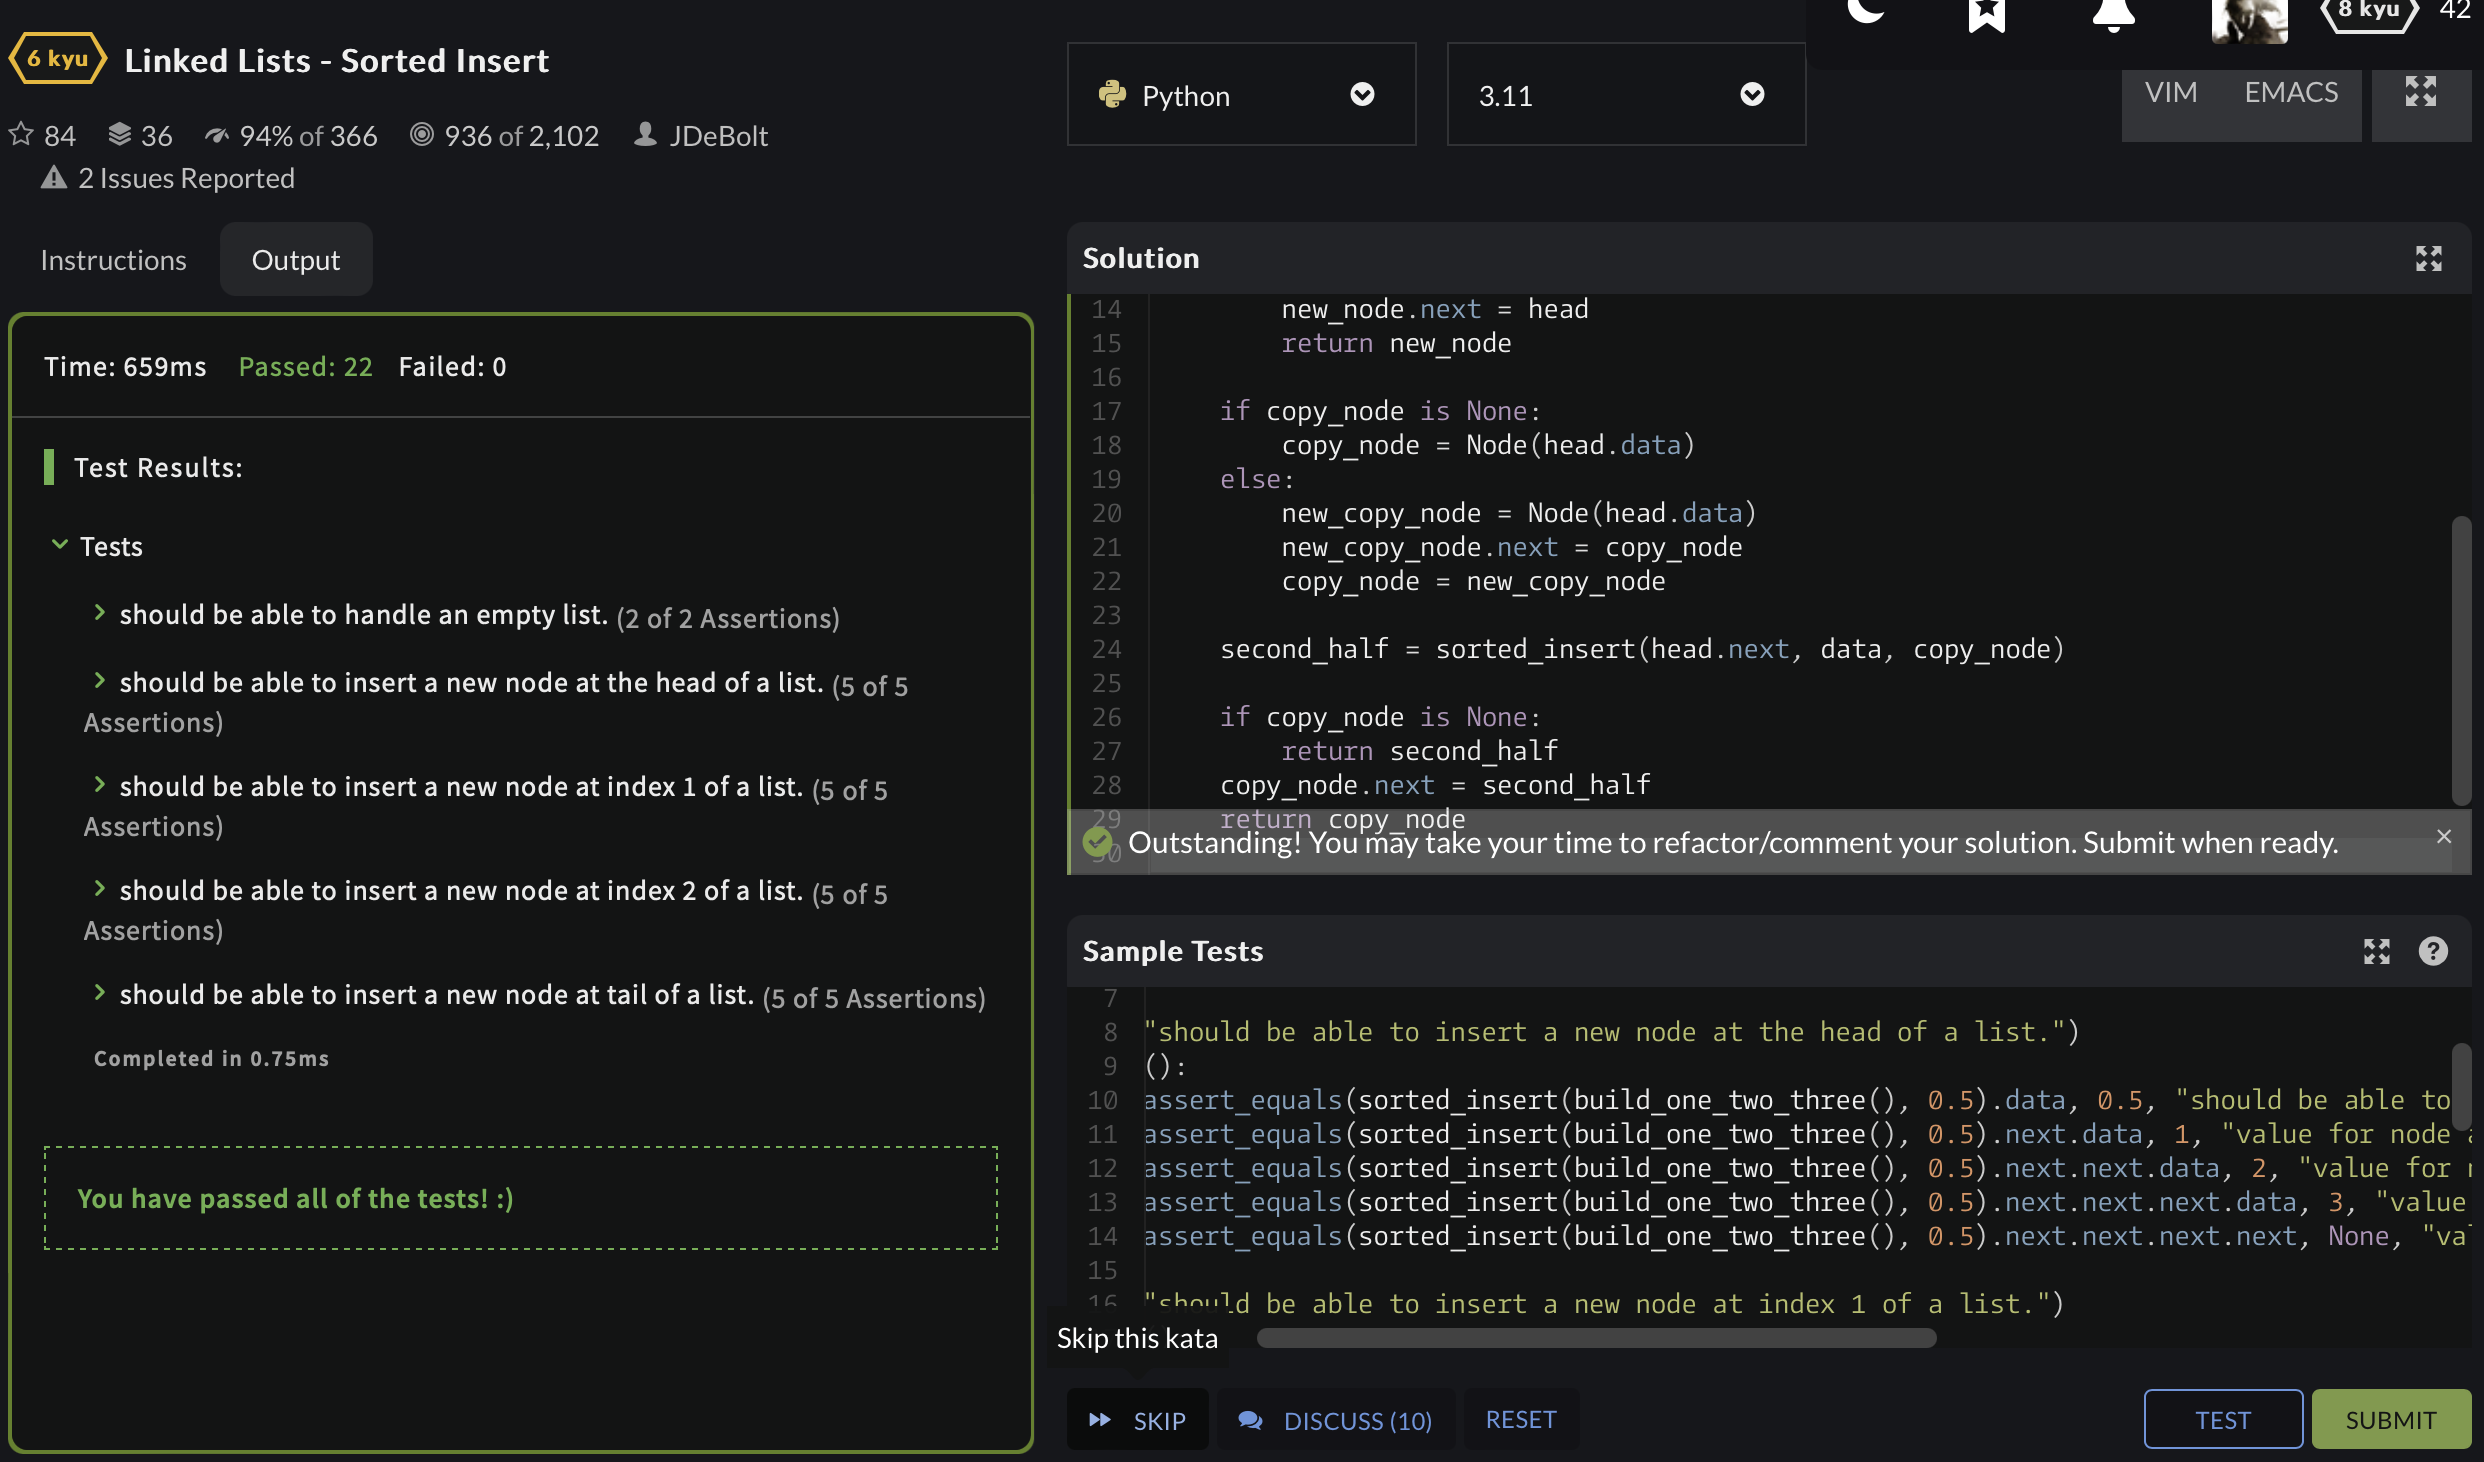 6 kyu Linked Lists - Sorted Insert
84 36 94% of 366 936 of 2,102 JDeBolt
2 Issues Reported
Instructions Output
Time: 659ms Passed: 22 Failed: 0
Test Results:
Tests
should be able to handle an empty list. (2 of 2 Assertions)
should be able to insert a new node at the head of a list. (5 of 5
Assertions)
should be able to insert a new node at index 1 of a list. (5 of 5
Assertions)
should be able to insert a new node at index 2 of a list. (5 of 5
Assertions)
should be able to insert a new node at tail of a list. (5 of 5 Assertions)
Completed in 0.75ms
You have passed all of the tests! :)
8 kyu 42
Python 3.11 VIM EMACS
Solution
14 new_node.next = head
15 return new_node
16
17 if copy_node is None:
18 copy_node = Node(head.data)
19 else:
20 new_copy_node = Node(head.data)
21 new_copy_node.next = copy_node
22 copy_node = new_copy_node
23
24 second_half = sorted_insert(head.next, data, copy_node)
25
26 if copy_node is None:
27 return second_half
28 copy_node.next = second_half
29 return copy_node
30
Outstanding! You may take your time to refactor/comment your solution. Submit when ready.
Sample Tests
7
8 "should be able to insert a new node at the head of a list.")
9 ():
10 assert_equals(sorted_insert(build_one_two_three(), 0.5).data, 0.5, "should be able to
11 assert_equals(sorted_insert(build_one_two_three(), 0.5).next.data, 1, "value for node
12 assert_equals(sorted_insert(build_one_two_three(), 0.5).next.next.data, 2, "value for
13 assert_equals(sorted_insert(build_one_two_three(), 0.5).next.next.next.data, 3, "value
14 assert_equals(sorted_insert(build_one_two_three(), 0.5).next.next.next.next, None, "va
15
16 "should be able to insert a new node at index 1 of a list.")
Skip this kata
SKIP DISCUSS (10) RESET TEST SUBMIT